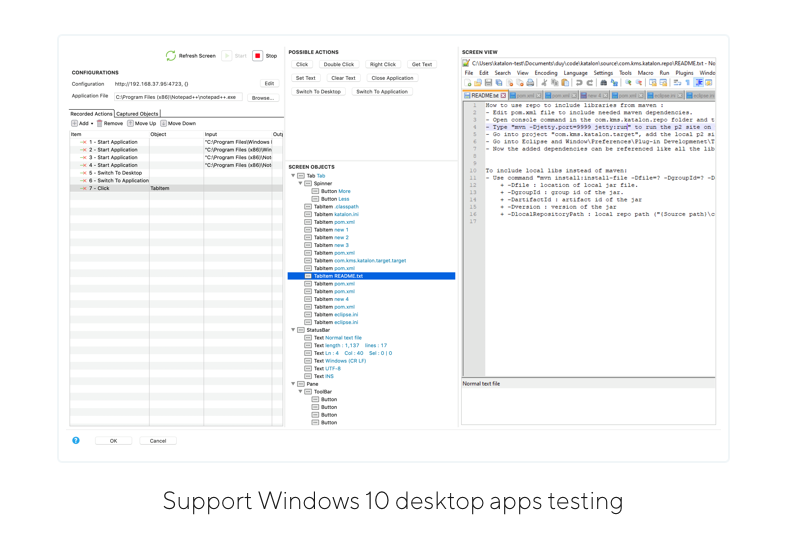 Refresh Screen Start Stop
CONFIGURATIONS
Configuration http://192.168.37.95:4723, {} Edit
Application File C:\Program Files (x86)\Notepad++\notepad++.exe Browse...
Recorded Actions Captured Objects
Add Remove Move Up Move Down
Item Object Input Outp
1 - Start Application "C:\Program Files\Windows
2 - Start Application "C:\Program Files (x86)\Win
3 - Start Application "C:\Program Files (x86)\Not
4 - Start Application "C:\Program Files (x86)\Not
5 - Switch To Desktop
6 - Switch To Application
7 - Click TabItem
OK Cancel
POSSIBLE ACTIONS
Click Double Click Right Click Get Text
Set Text Clear Text Close Application
Switch To Desktop Switch To Application
SCREEN OBJECTS
Tab Tab
Spinner
Button More
Button Less
TabItem .classpath
TabItem katalon.ini
TabItem pom.xml
TabItem new 1
TabItem new 2
TabItem new 3
TabItem pom.xml
TabItem com.kms.katalon.target.target
TabItem pom.xml
TabItem README.txt
TabItem pom.xml
TabItem pom.xml
TabItem new 4
TabItem pom.xml
TabItem eclipse.ini
TabItem eclipse.ini
StatusBar
Text Normal text file
Text length : 1,137 lines : 17
Text Ln : 4 Col : 40 Sel : 0 | 0
Text Windows (CR LF)
Text UTF-8
Text INS
Pane
ToolBar
Button
Button
Button
Button
SCREEN VIEW
C:\Users\katalon-test\Documents\duy\code\katalon\source\com.kms.katalon.repo\README.txt - No
File Edit Search View Encoding Language Settings Tools Macro Run Plugins Windo
README.txt
1 How to use repo to include libraries from maven :
2 - Edit pom.xml file to include needed maven dependencies.
3 - Open console command in the com.kms.katalon.repo folder and t
4 - Type "mvn -Djetty.port=9999 jetty:run" to run the p2 site on
5 - Go into project "com.kms.katalon.target", add the local p2 si
6 - Go into Eclipse and Window\Preferences\Plug-in Development\T
7 - Now the added dependencies can be referenced like all the lib
8
9
10 To include local libs instead of maven:
11 - Use command "mvn install:install-file -Dfile=? -DgroupId=? -D
12 + -Dfile : location of local jar file.
13 + -DgroupId : group id of the jar.
14 + -DartifactId : artifact id of the jar
15 + -Dversion : version of the jar
16 + -DlocalRepositoryPath : local repo path ("{Source path}\c
17
Normal text file
Support Windows 10 desktop apps testing